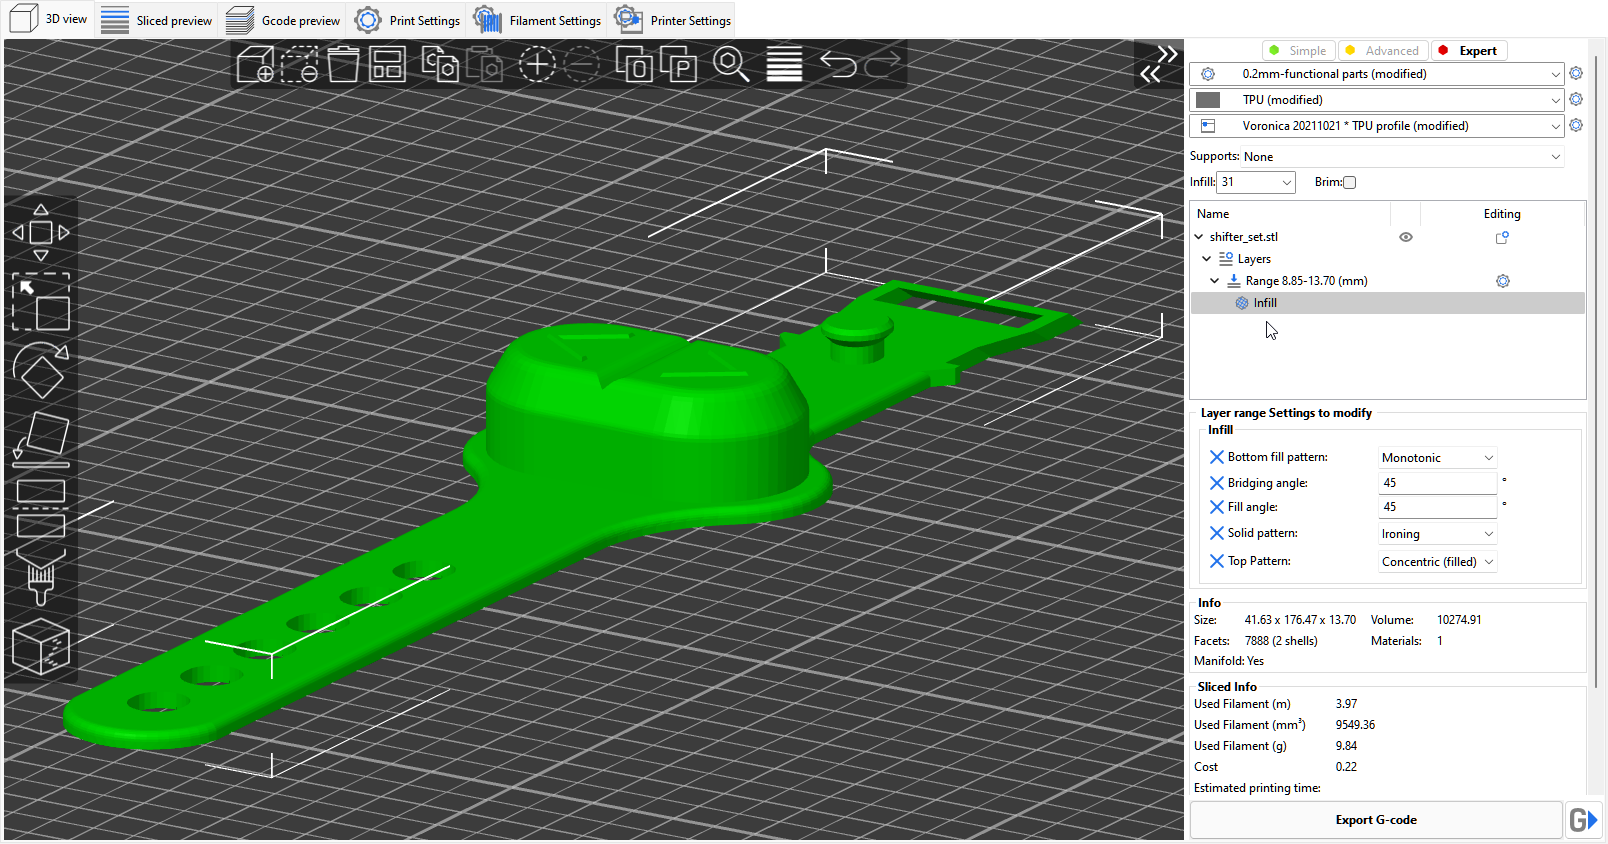 3D view Sliced preview Gcode preview Print Settings Filament Settings Printer Settings
Simple Advanced Expert
0.2mm-functional parts (modified)
TPU (modified)
Voronica 20211021 * TPU profile (modified)
Supports: None
Infill: 31 Brim:
Name Editing
shifter_set.stl
Layers
Range 8.85-13.70 (mm)
Infill
Layer range Settings to modify
Infill
Bottom fill pattern: Monotonic
Bridging angle: 45 °
Fill angle: 45 °
Solid pattern: Ironing
Top Pattern: Concentric (filled)
Info
Size: 41.63 x 176.47 x 13.70 Volume: 10274.91
Facets: 7888 (2 shells) Materials: 1
Manifold: Yes
Sliced Info
Used Filament (m) 3.97
Used Filament (mm³) 9549.36
Used Filament (g) 9.84
Cost 0.22
Estimated printing time:
Export G-code G